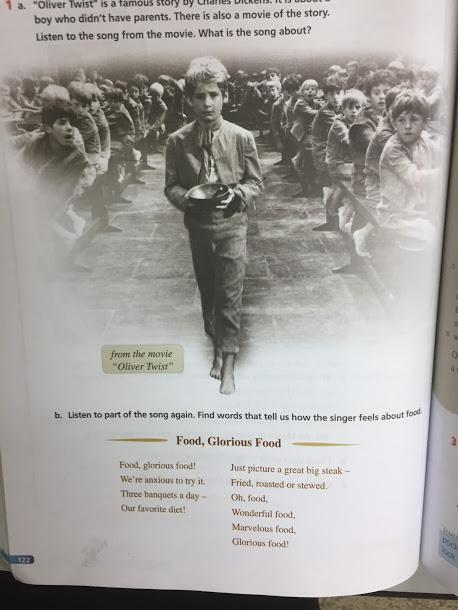 1 a. "Oliver Twist" is a famous story by Charles Dickens. It is about a
boy who didn't have parents. There is also a movie of the story.
Listen to the song from the movie. What is the song about?
from the movie
"Oliver Twist"
b. Listen to part of the song again. Find words that tell us how the singer feels about food.
Food, Glorious Food
Food, glorious food!
We're anxious to try it.
Three banquets a day –
Our favorite diet!
Just picture a great big steak –
Fried, roasted or stewed.
Oh, food,
Wonderful food,
Marvelous food,
Glorious food!
122
3